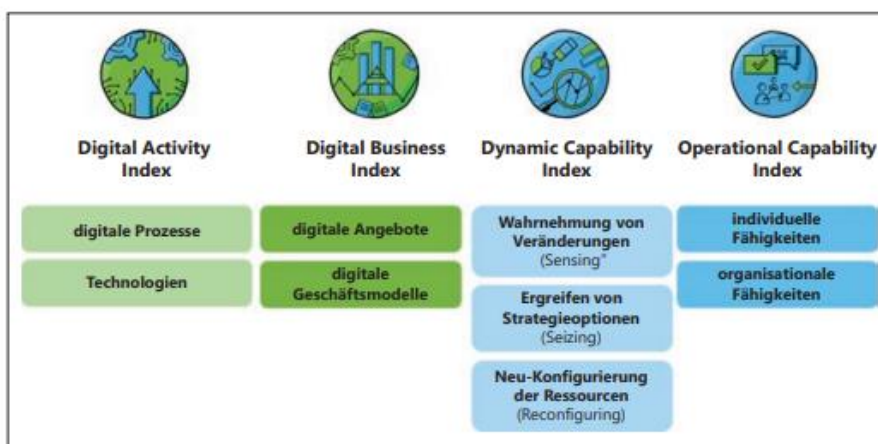 Digital Activity
Index
Digital Business
Index
Dynamic Capability
Index
Operational Capability
Index
digitale Prozesse
Technologien
digitale Angebote
digitale
Geschäftsmodelle
Wahrnehmung von
Veränderungen
(Sensing"
Ergreifen von
Strategieoptionen
(Seizing)
Neu-Konfigurierung
der Ressourcen
(Reconfiguring)
individuelle
Fähigkeiten
organisationale
Fähigkeiten